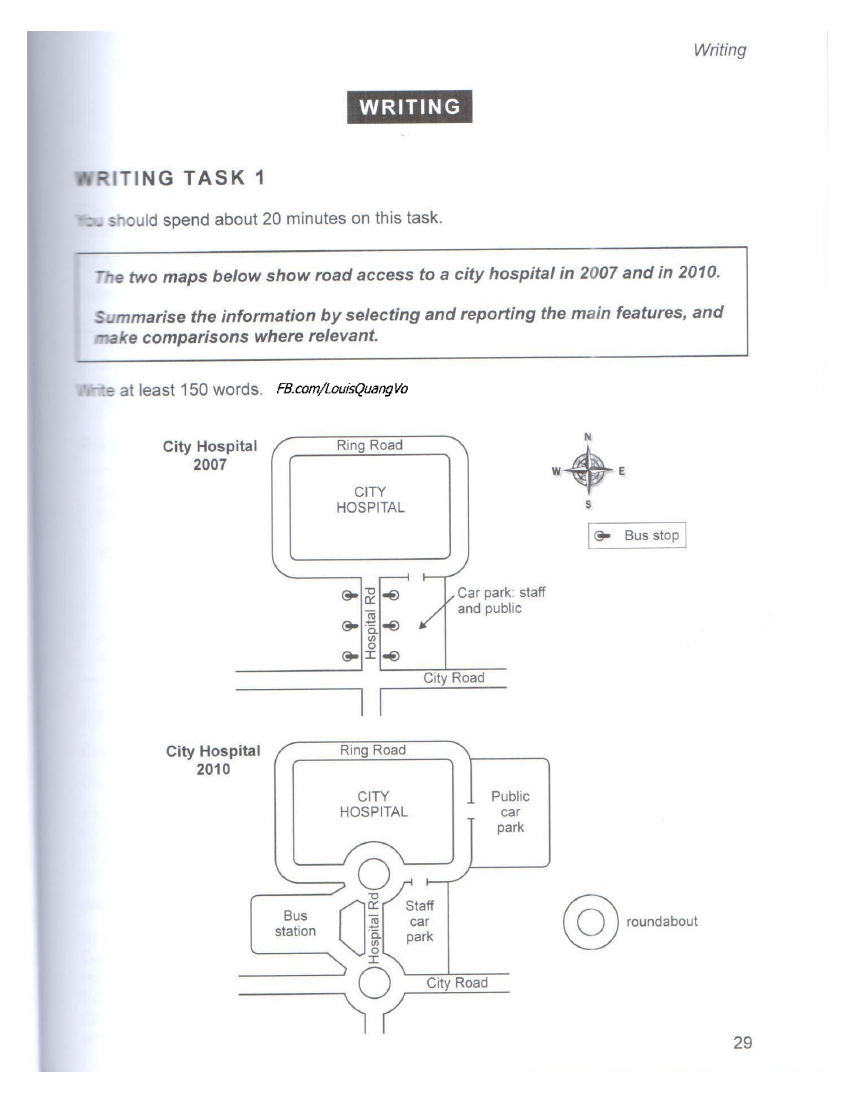 Writing
WRITING
WRITING TASK 1
You should spend about 20 minutes on this task.
The two maps below show road access to a city hospital in 2007 and in 2010.
Summarise the information by selecting and reporting the main features, and
make comparisons where relevant.
Write at least 150 words. FB.com/LouisQuangVo
City Hospital
2007
Ring Road
CITY
HOSPITAL
N
W
E
S
Bus stop
Hospital Rd
Car park: staff
and public
City Road
City Hospital
2010
Ring Road
CITY
HOSPITAL
Public
car
park
Bus
station
Hospital Rd
Staff
car
park
roundabout
City Road
29